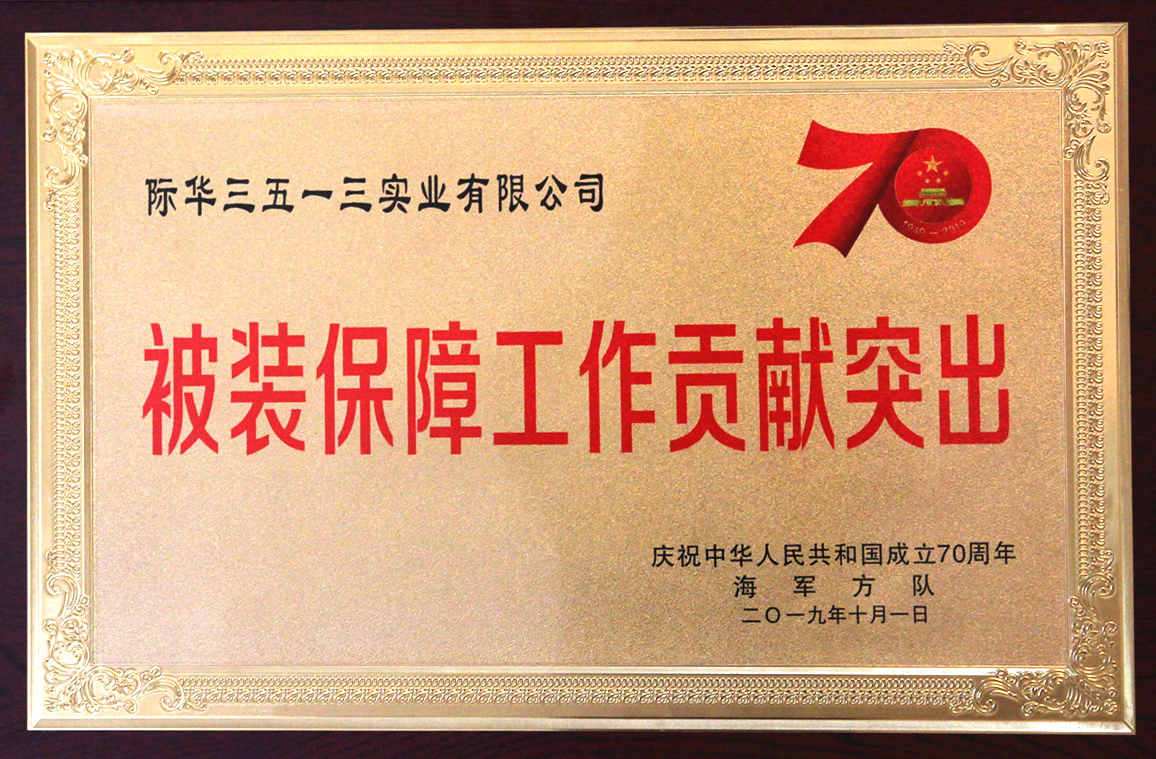 际华三五一三实业有限公司
70
1949－2019
被装保障工作贡献突出
庆祝中华人民共和国成立70周年
海军方队
二〇一九年十月一日